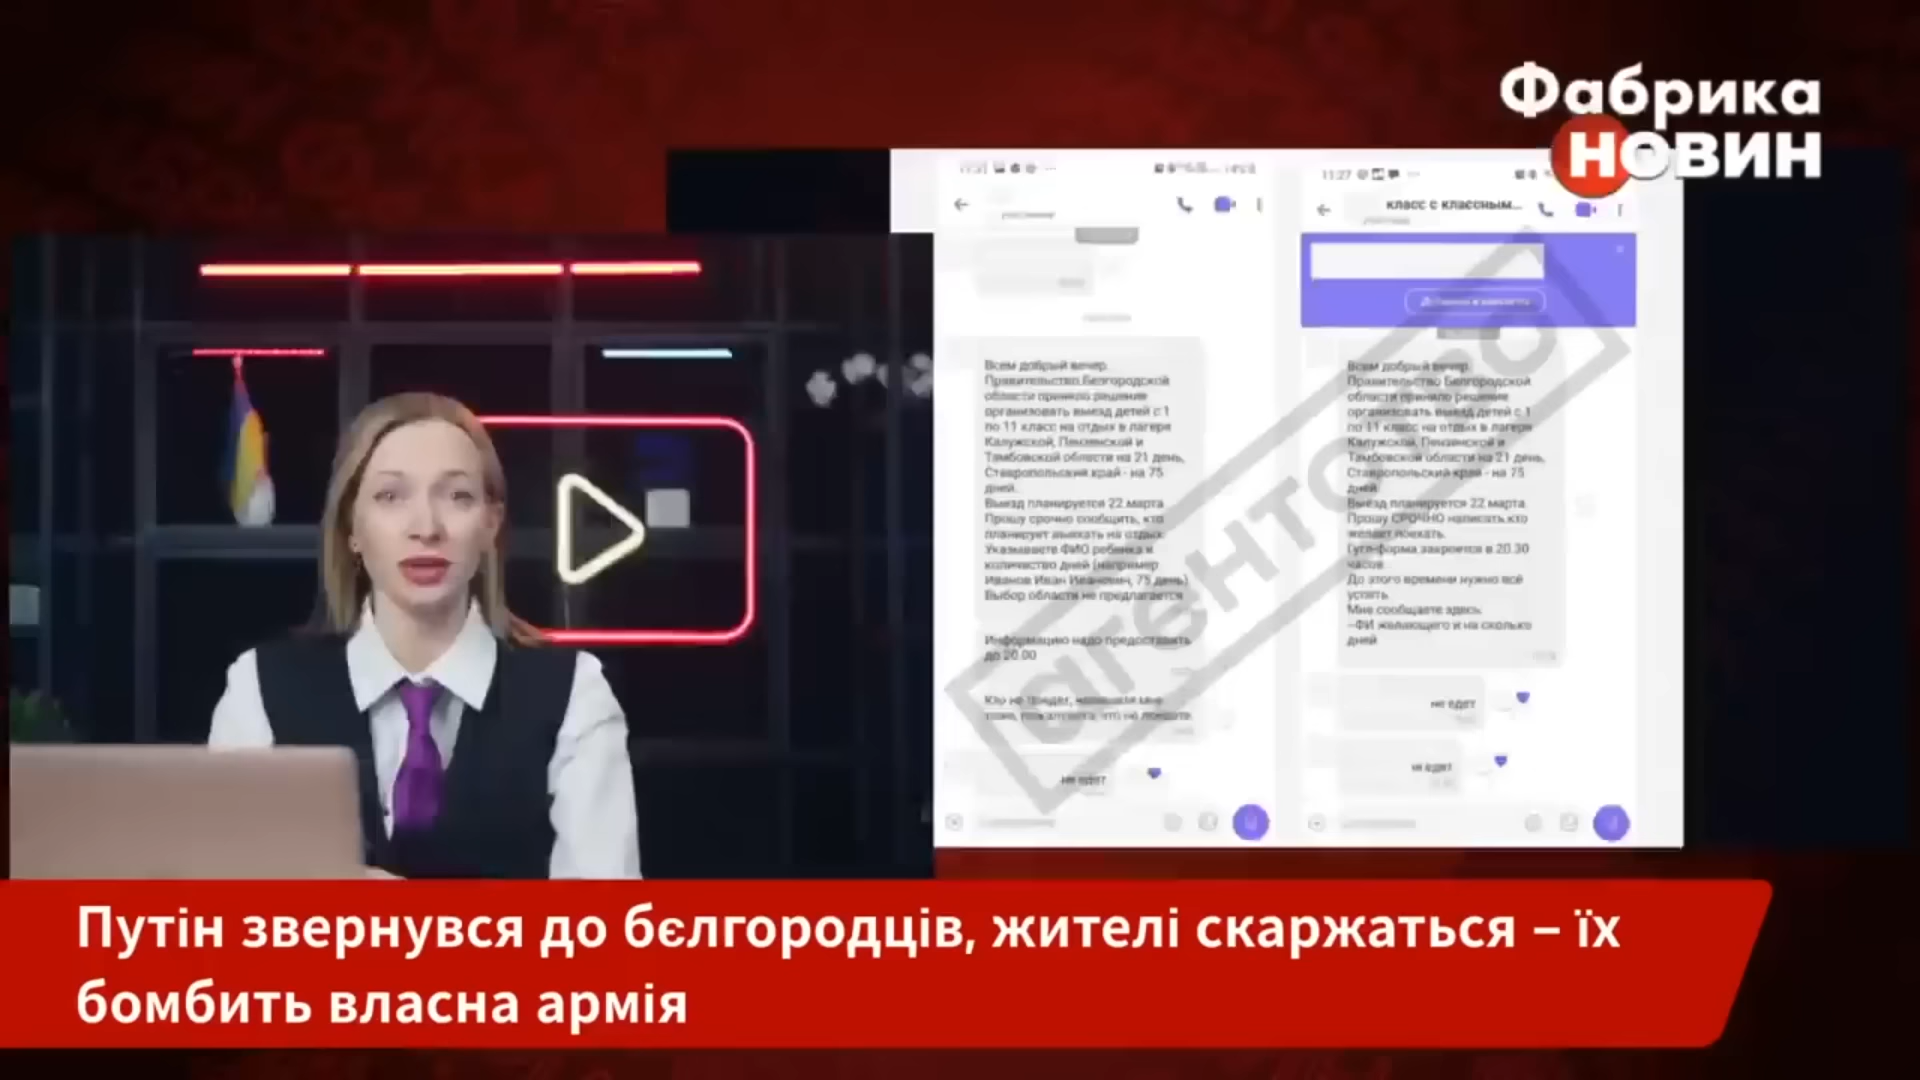 Фабрика
НОВИН
11:27
класс с классным...
Всем добрый вечер.
Правительство Белгородской
области приняло решение
организовать выезд детей с 1
по 11 класс на отдых в лагеря
Калужской, Пензенской и
Тамбовской области на 21 день,
Ставропольский край - на 75
дней.
Выезд планируется 22 марта
Прошу срочно сообщить, кто
планирует выехать на отдых.
Указываете ФИО ребенка и
количество дней (например
Иванов Иван Иванович, 75 день)
Выбор области не предлагается
Информацию надо предоставить
до 20.00
не едет
Всем добрый вечер.
Правительство Белгородской
области приняло решение
организовать выезд детей с 1
по 11 класс на отдых в лагеря
Калужской, Пензенской и
Тамбовской области на 21 день,
Ставропольский край - на 75
дней.
Выезд планируется 22 марта.
Прошу СРОЧНО написать кто
желает поехать.
Гугл-форма закроется в 20.30
часов.
До этого времени нужно всё
успеть.
Мне сообщаете здесь:
–ФИ желающего и на сколько
дней
не едет
не едет
агентство
Путін звернувся до бєлгородців, жителі скаржаться – їх
бомбить власна армія